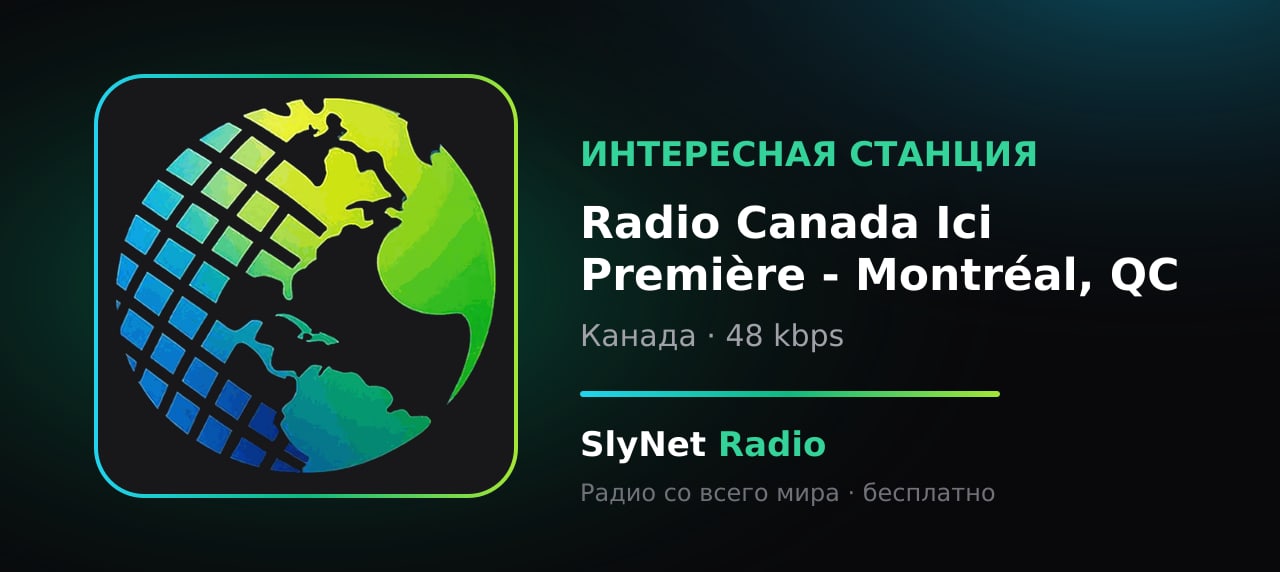 ИНТЕРЕСНАЯ СТАНЦИЯ
Radio Canada Ici
Première - Montréal, QC
Канада · 48 kbps
SlyNet Radio
Радио со всего мира · бесплатно